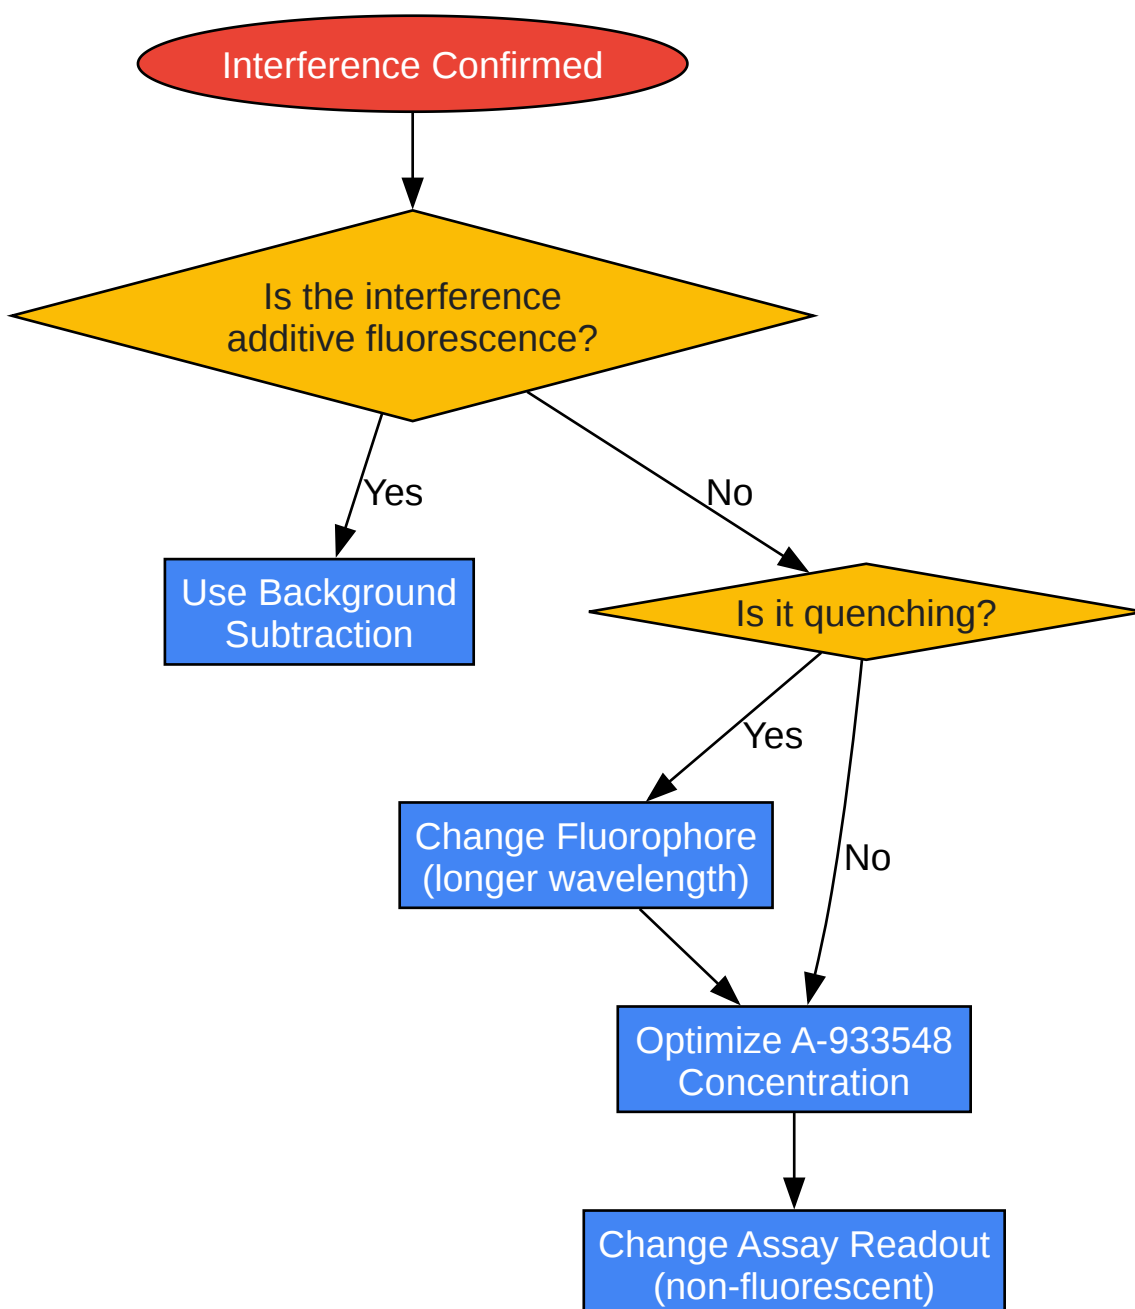 Interference Confirmed
Is the interference
additive fluorescence?
Yes
No
Use Background
Subtraction
Is it quenching?
Yes
Change Fluorophore
(longer wavelength)
No
Optimize A-933548
Concentration
Change Assay Readout
(non-fluorescent)